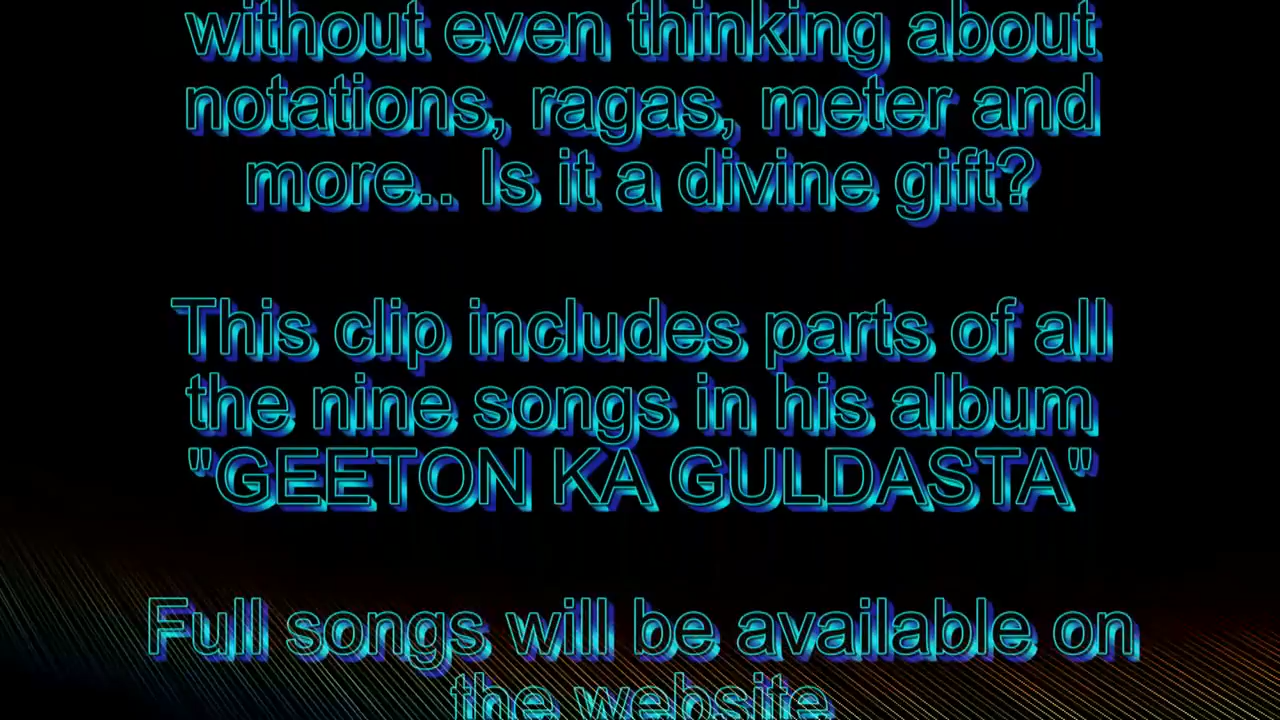 without even thinking about
notations, ragas, meter and
more.. Is it a divine gift?
This clip includes parts of all
the nine songs in his album
"GEETON KA GULDASTA"
Full songs will be available on
the website